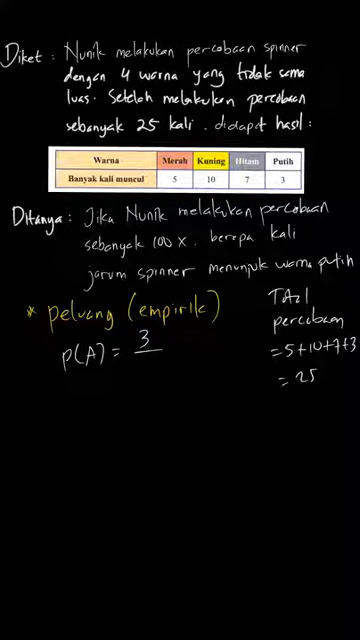 Diket: Nunik melakukan percobaan spinner
dengan 4 warna yang tidak sama
luas. Setelah melakukan percobaan
sebanyak 25 kali. didapat hasil:
Warna Merah Kuning Hitam Putih
Banyak kali muncul 5 10 7 3
Ditanya: Jika Nunik melakukan percobaan
sebanyak 100 x. berapa kali
jarum spinner menunjuk warna putih
* peluang (empirik)
P(A) = 3
Total
percobaan
= 5+10+7+3
= 25